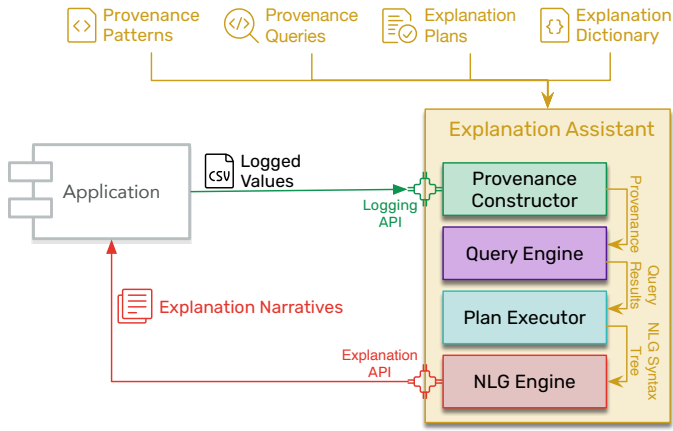 Provenance
Patterns
Provenance
Queries
Explanation
Plans
Explanation
Dictionary
Explanation Assistant
Application
CSV
Logged
Values
Logging
API
Provenance
Constructor
Provenance
Query Engine
Query
Results
Plan Executor
NLG Syntax
Tree
NLG Engine
Explanation
API
Explanation Narratives